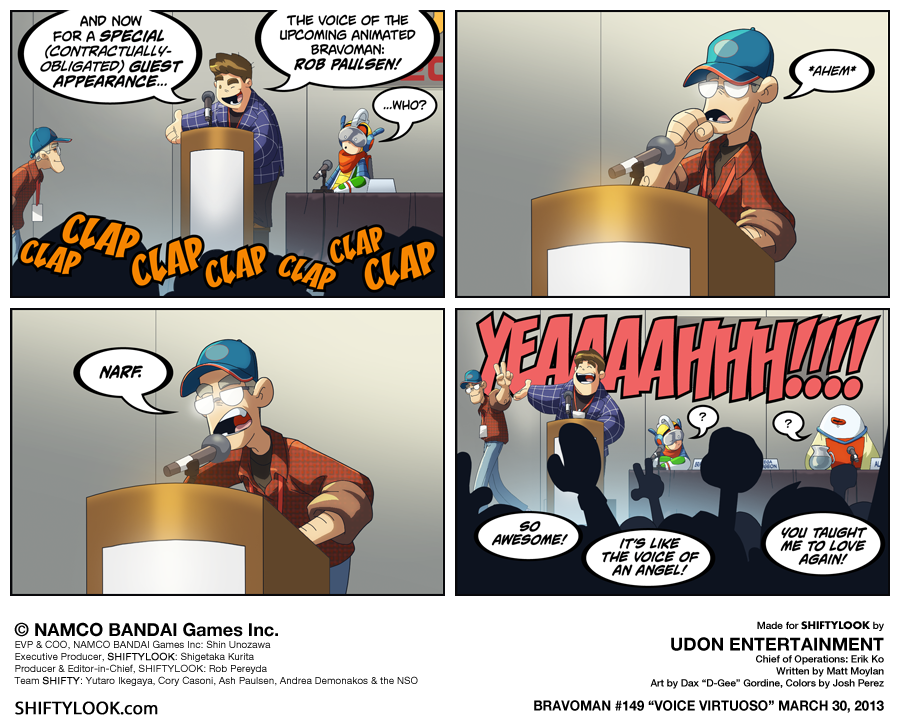 AND NOW
FOR A SPECIAL
(CONTRACTUALLY-
OBLIGATED) GUEST
APPEARANCE...
THE VOICE OF THE
UPCOMING ANIMATED
BRAVOMAN:
ROB PAULSEN!
...WHO?
CLAP
CLAP
CLAP
CLAP
CLAP
CLAP
CLAP
*AHEM*
NARF.
YEAAAAHHH!!!!
?
?
SO
AWESOME!
IT'S LIKE
THE VOICE OF
AN ANGEL!
YOU TAUGHT
ME TO LOVE
AGAIN!
© NAMCO BANDAI Games Inc.
EVP & COO, NAMCO BANDAI Games Inc: Shin Unozawa
Executive Producer, SHIFTYLOOK: Shigetaka Kurita
Producer & Editor-in-Chief, SHIFTYLOOK: Rob Pereyda
Team SHIFTY: Yutaro Ikegaya, Cory Casoni, Ash Paulsen, Andrea Demonakos & the NSO
SHIFTYLOOK.com
Made for SHIFTYLOOK by
UDON ENTERTAINMENT
Chief of Operations: Erik Ko
Written by Matt Moylan
Art by Dax “D-Gee” Gordine, Colors by Josh Perez
BRAVOMAN #149 “VOICE VIRTUOSO” MARCH 30, 2013